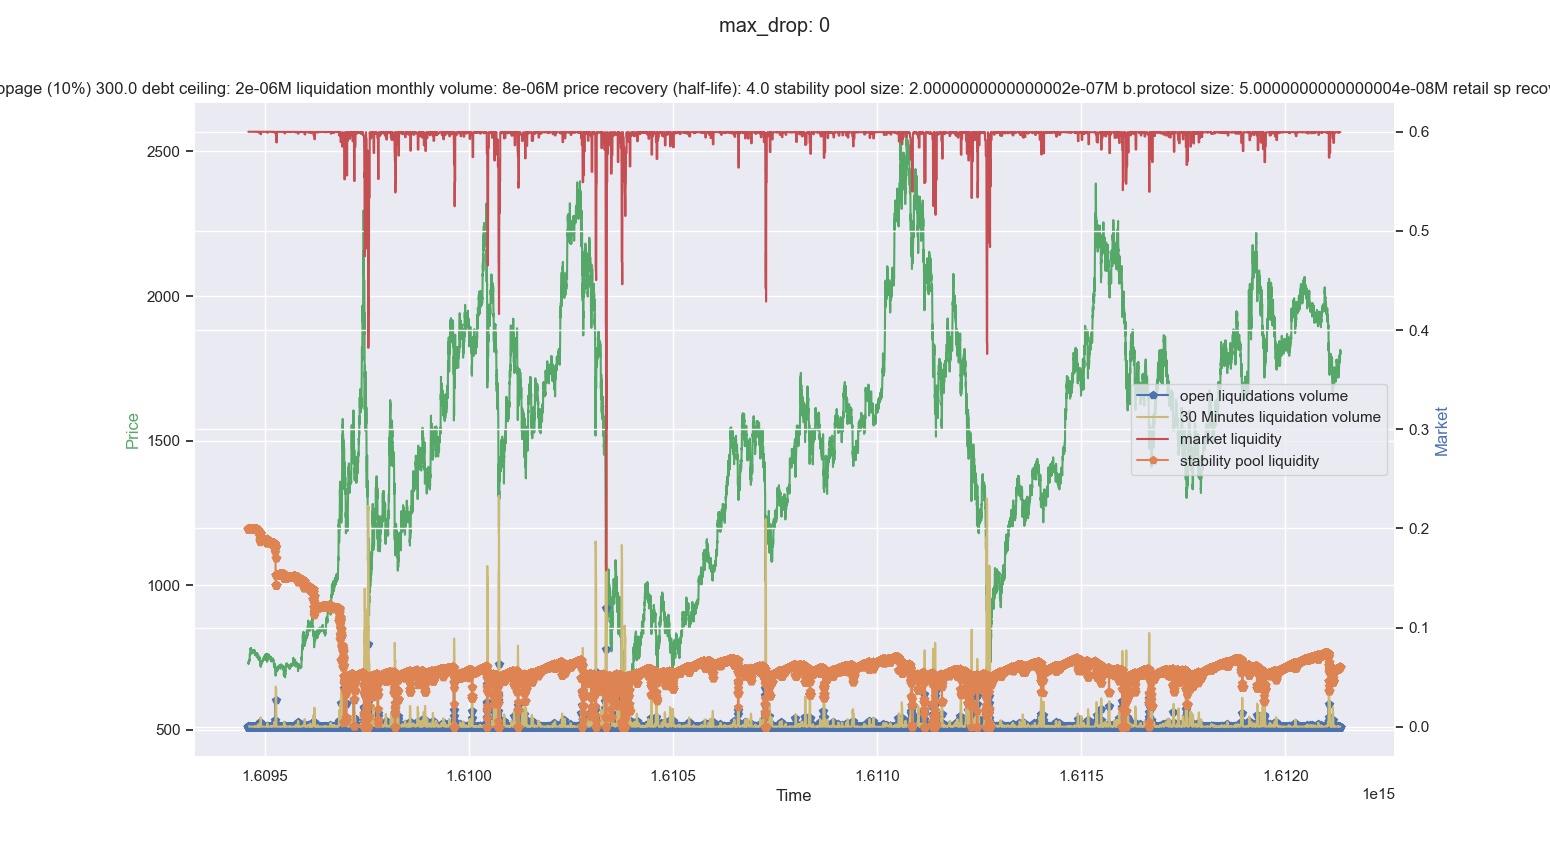 max_drop: 0
opage (10%) 300.0 debt ceiling: 2e-06M liquidation monthly volume: 8e-06M price recovery (half-life): 4.0 stability pool size: 2.0000000000000002e-07M b.protocol size: 5.0000000000000004e-08M retail sp recov
2500
2000
1500
1000
500
Price
0.6
0.5
0.4
0.3
0.2
0.1
0.0
Market
open liquidations volume
30 Minutes liquidation volume
market liquidity
stability pool liquidity
1.6095
1.6100
1.6105
1.6110
1.6115
1.6120
Time
1e15